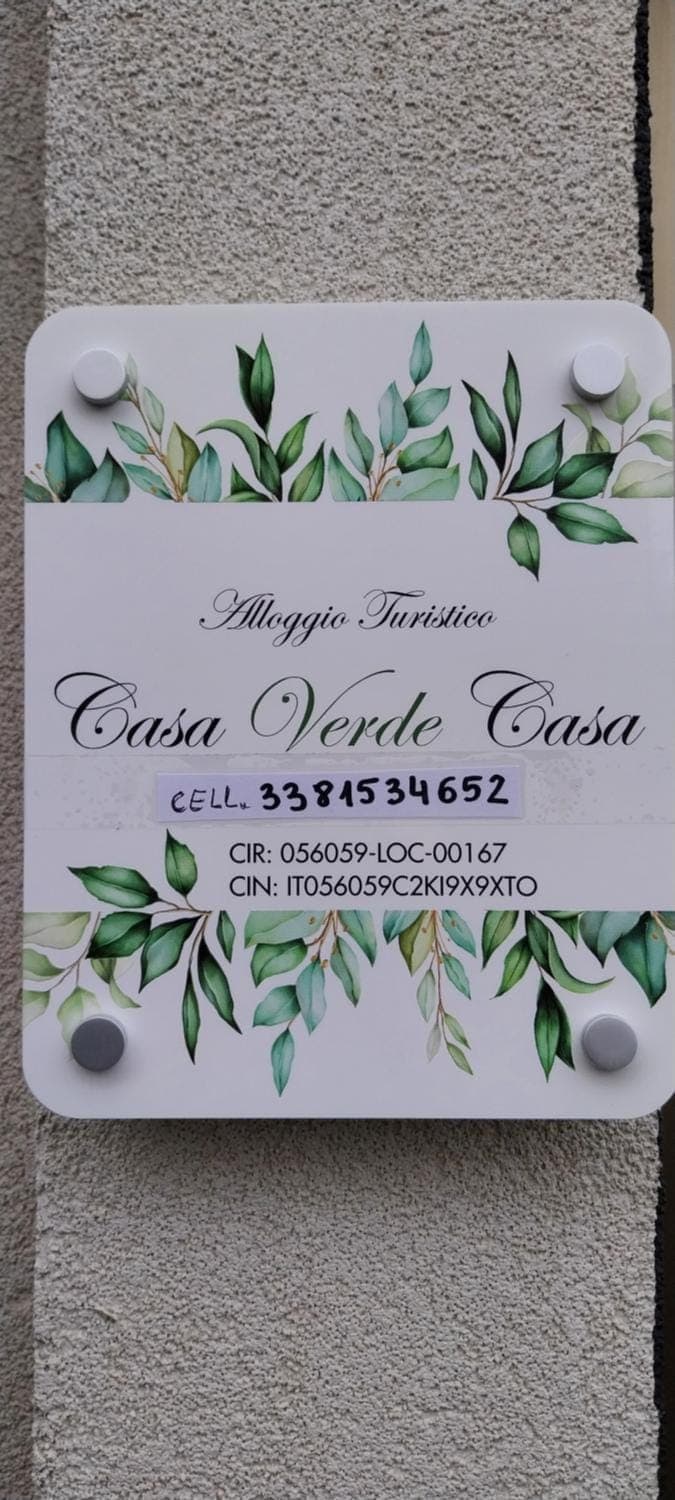 Alloggio Turistico
Casa Verde Casa
CELL. 3381534652
CIR: 056059-LOC-00167
CIN: IT056059C2KI9X9XTO